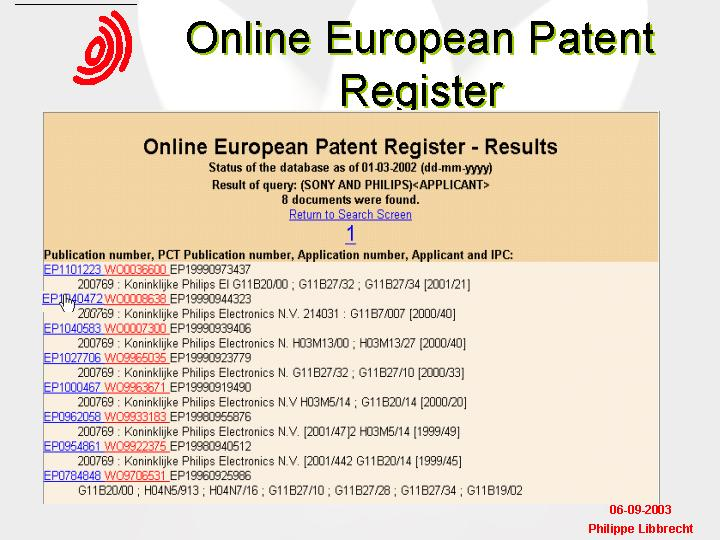 Online European Patent
Register
Online European Patent Register - Results
Status of the database as of 01-03-2002 (dd-mm-yyyy)
Result of query: (SONY AND PHILIPS)<APPLICANT>
8 documents were found.
Return to Search Screen
1
Publication number, PCT Publication number, Application number, Applicant and IPC:
EP1101223 WO0036600 EP19990973437
200769 : Koninklijke Philips El G11B20/00 ; G11B27/32 ; G11B27/34 [2001/21]
WO0008638 EP19990944323
200769 : Koninklijke Philips Electronics N.V. 214031 : G11B7/007 [2000/40]
EP1040583 WO0007300 EP19990939406
200769 : Koninklijke Philips Electronics N. H03M13/00 ; H03M13/27 [2000/40]
EP1027706 WO9965035 EP19990923779
200769 : Koninklijke Philips Electronics N. G11B27/32 ; G11B27/10 [2000/33]
EP1000467 WO9963671 EP19990919490
200769 : Koninklijke Philips Electronics N.V H03M5/14 ; G11B20/14 [2000/20]
EP0962058 WO9933183 EP19980955876
200769 : Koninklijke Philips Electronics N.V. [2001/47]2 H03M5/14 [1999/49]
EP0954861 WO9922375 EP19980940512
200769 : Koninklijke Philips Electronics N.V. [2001/442 G11B20/14 [1999/45]
EP0784848 WO9706531 EP19960925986
G11B20/00 ; H04N5/913 ; H04N7/16 ; G11B27/10 ; G11B27/28 ; G11B27/34 ; G11B19/02
06-09-2003
Philippe Libbrecht